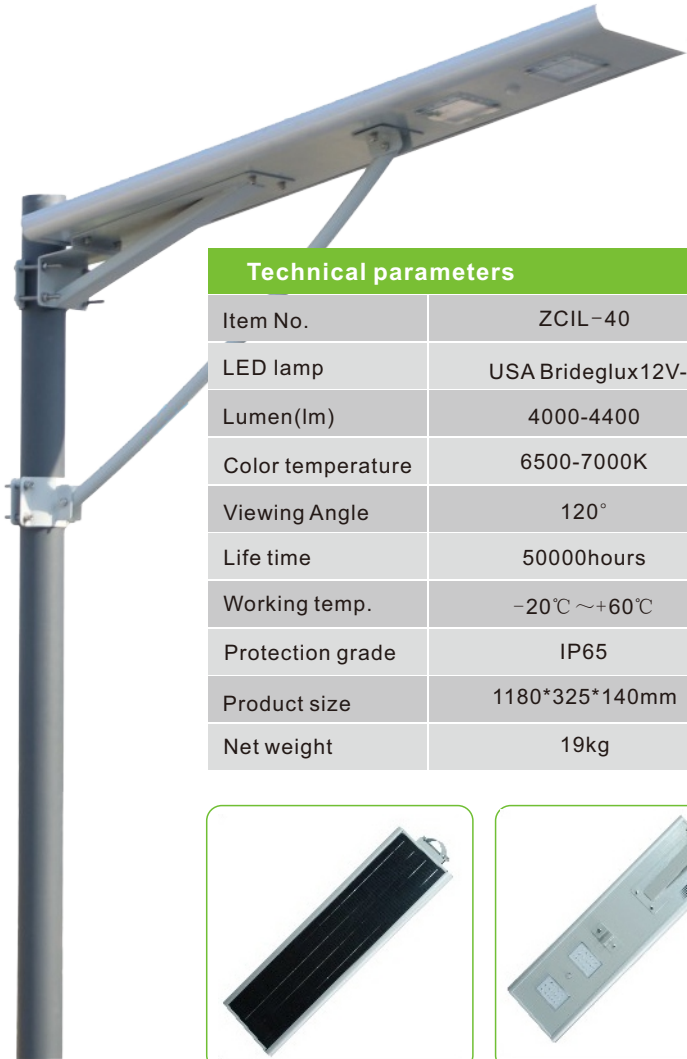 Technical parameters
Item No. ZCIL-40
LED lamp USA Brideglux12V-
Lumen(lm) 4000-4400
Color temperature 6500-7000K
Viewing Angle 120°
Life time 50000hours
Working temp. -20℃~+60℃
Protection grade IP65
Product size 1180*325*140mm
Net weight 19kg